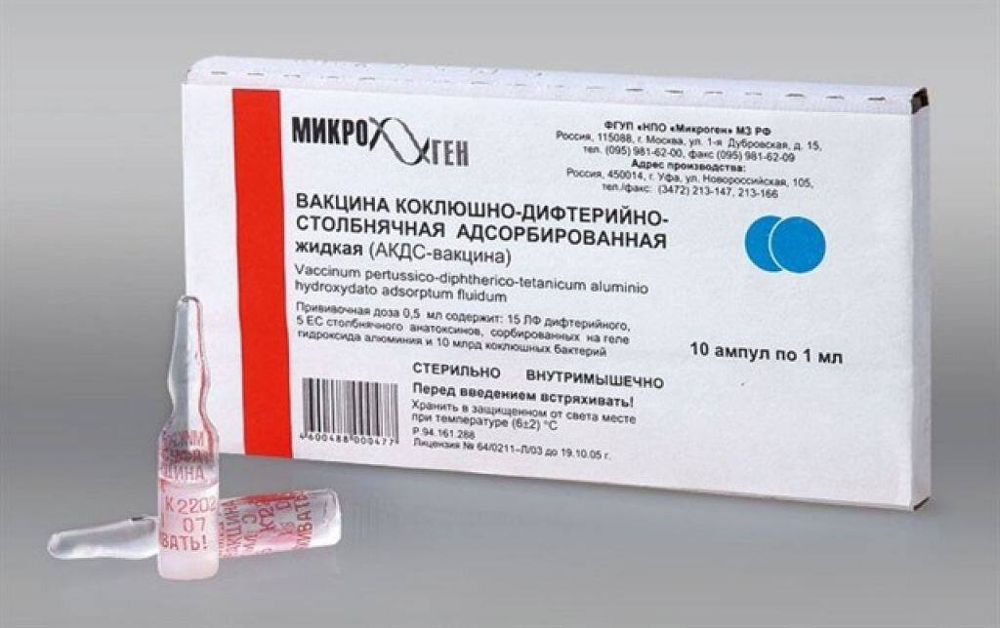 МИКРОГЕН
ФГУП «НПО «Микроген» МЗ РФ
Россия, 115088, г. Москва, ул. 1-я Дубровская, д. 15,
тел. (095) 981-62-00, факс (095) 981-62-09
Адрес производства:
Россия, 450014, г. Уфа, ул. Новороссийская, 105,
тел./факс: (3472) 213-147, 213-166
ВАКЦИНА КОКЛЮШНО-ДИФТЕРИЙНО-
СТОЛБНЯЧНАЯ АДСОРБИРОВАННАЯ
жидкая (АКДС-вакцина)
Vaccinum pertussico-diphtherico-tetanicum aluminio
hydroxydato adsorptum fluidum
Прививочная доза 0,5 мл содержит: 15 ЛФ дифтерийного,
5 ЕС столбнячного анатоксинов, сорбированных на геле
гидроксида алюминия и 10 млрд коклюшных бактерий
10 ампул по 1 мл
СТЕРИЛЬНО ВНУТРИМЫШЕЧНО
Перед введением встряхивать!
Хранить в защищенном от света месте
при температуре (6±2) °С
Р.94.161.288
Лицензия № 64/0211-Л/03 до 19.10.05 г.
4600488000477
ЦИНА
К2202
07
ВАТЬ!
ВАКЦИНА